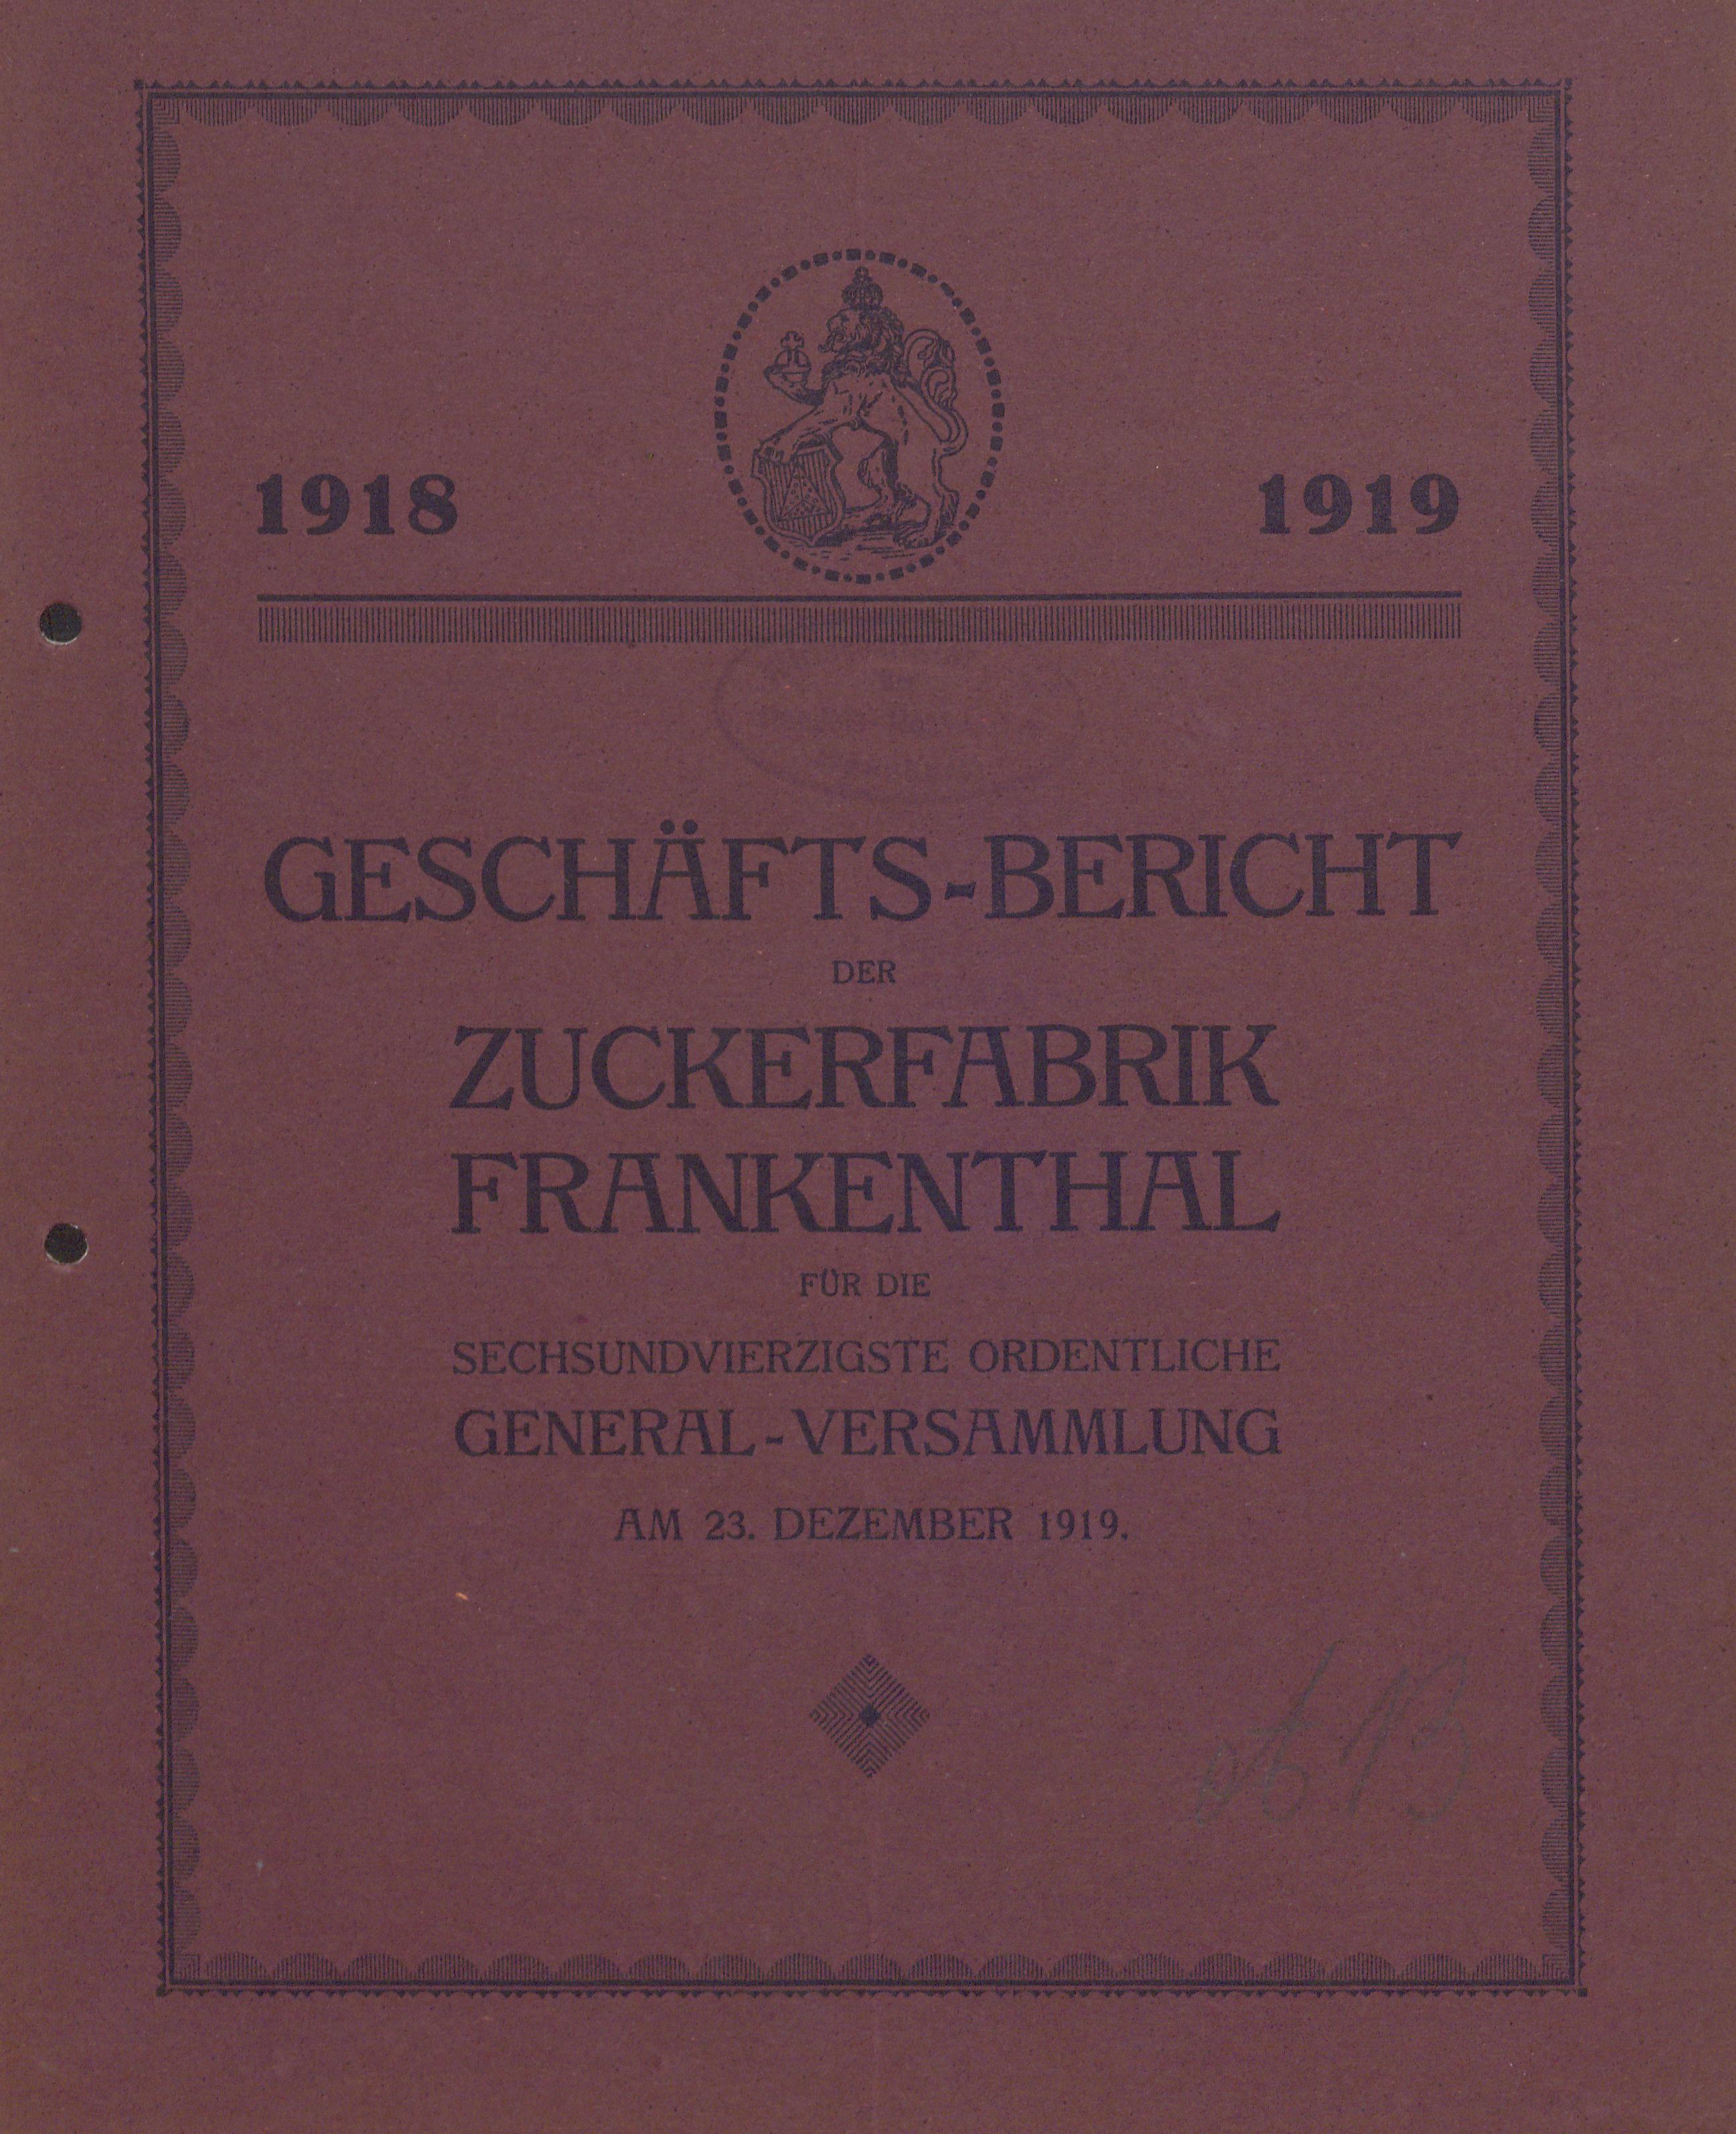 1918 1919
GESCHÄFTS-BERICHT
DER
ZUCKERFABRIK
FRANKENTHAL
FÜR DIE
SECHSUNDVIERZIGSTE ORDENTLICHE
GENERAL-VERSAMMLUNG
AM 23. DEZEMBER 1919.